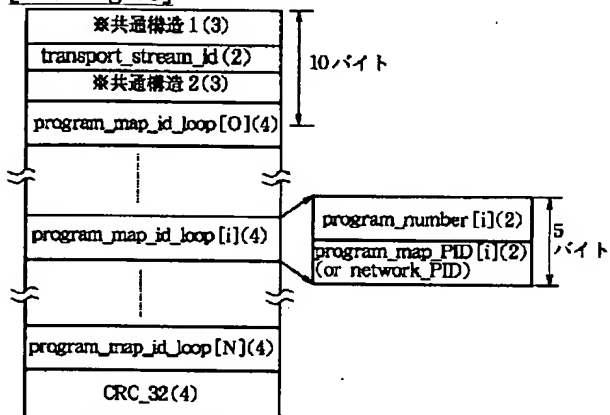 ※共通構造1(3)
transport_stream_id(2)
※共通構造2(3)
program_map_id_loop[0](4)
10バイト
program_map_id_loop[i](4)
program_number[i](2)
program_map_PID[i](2)
(or network_PID)
5
バイト
program_map_id_loop[N](4)
CRC_32(4)